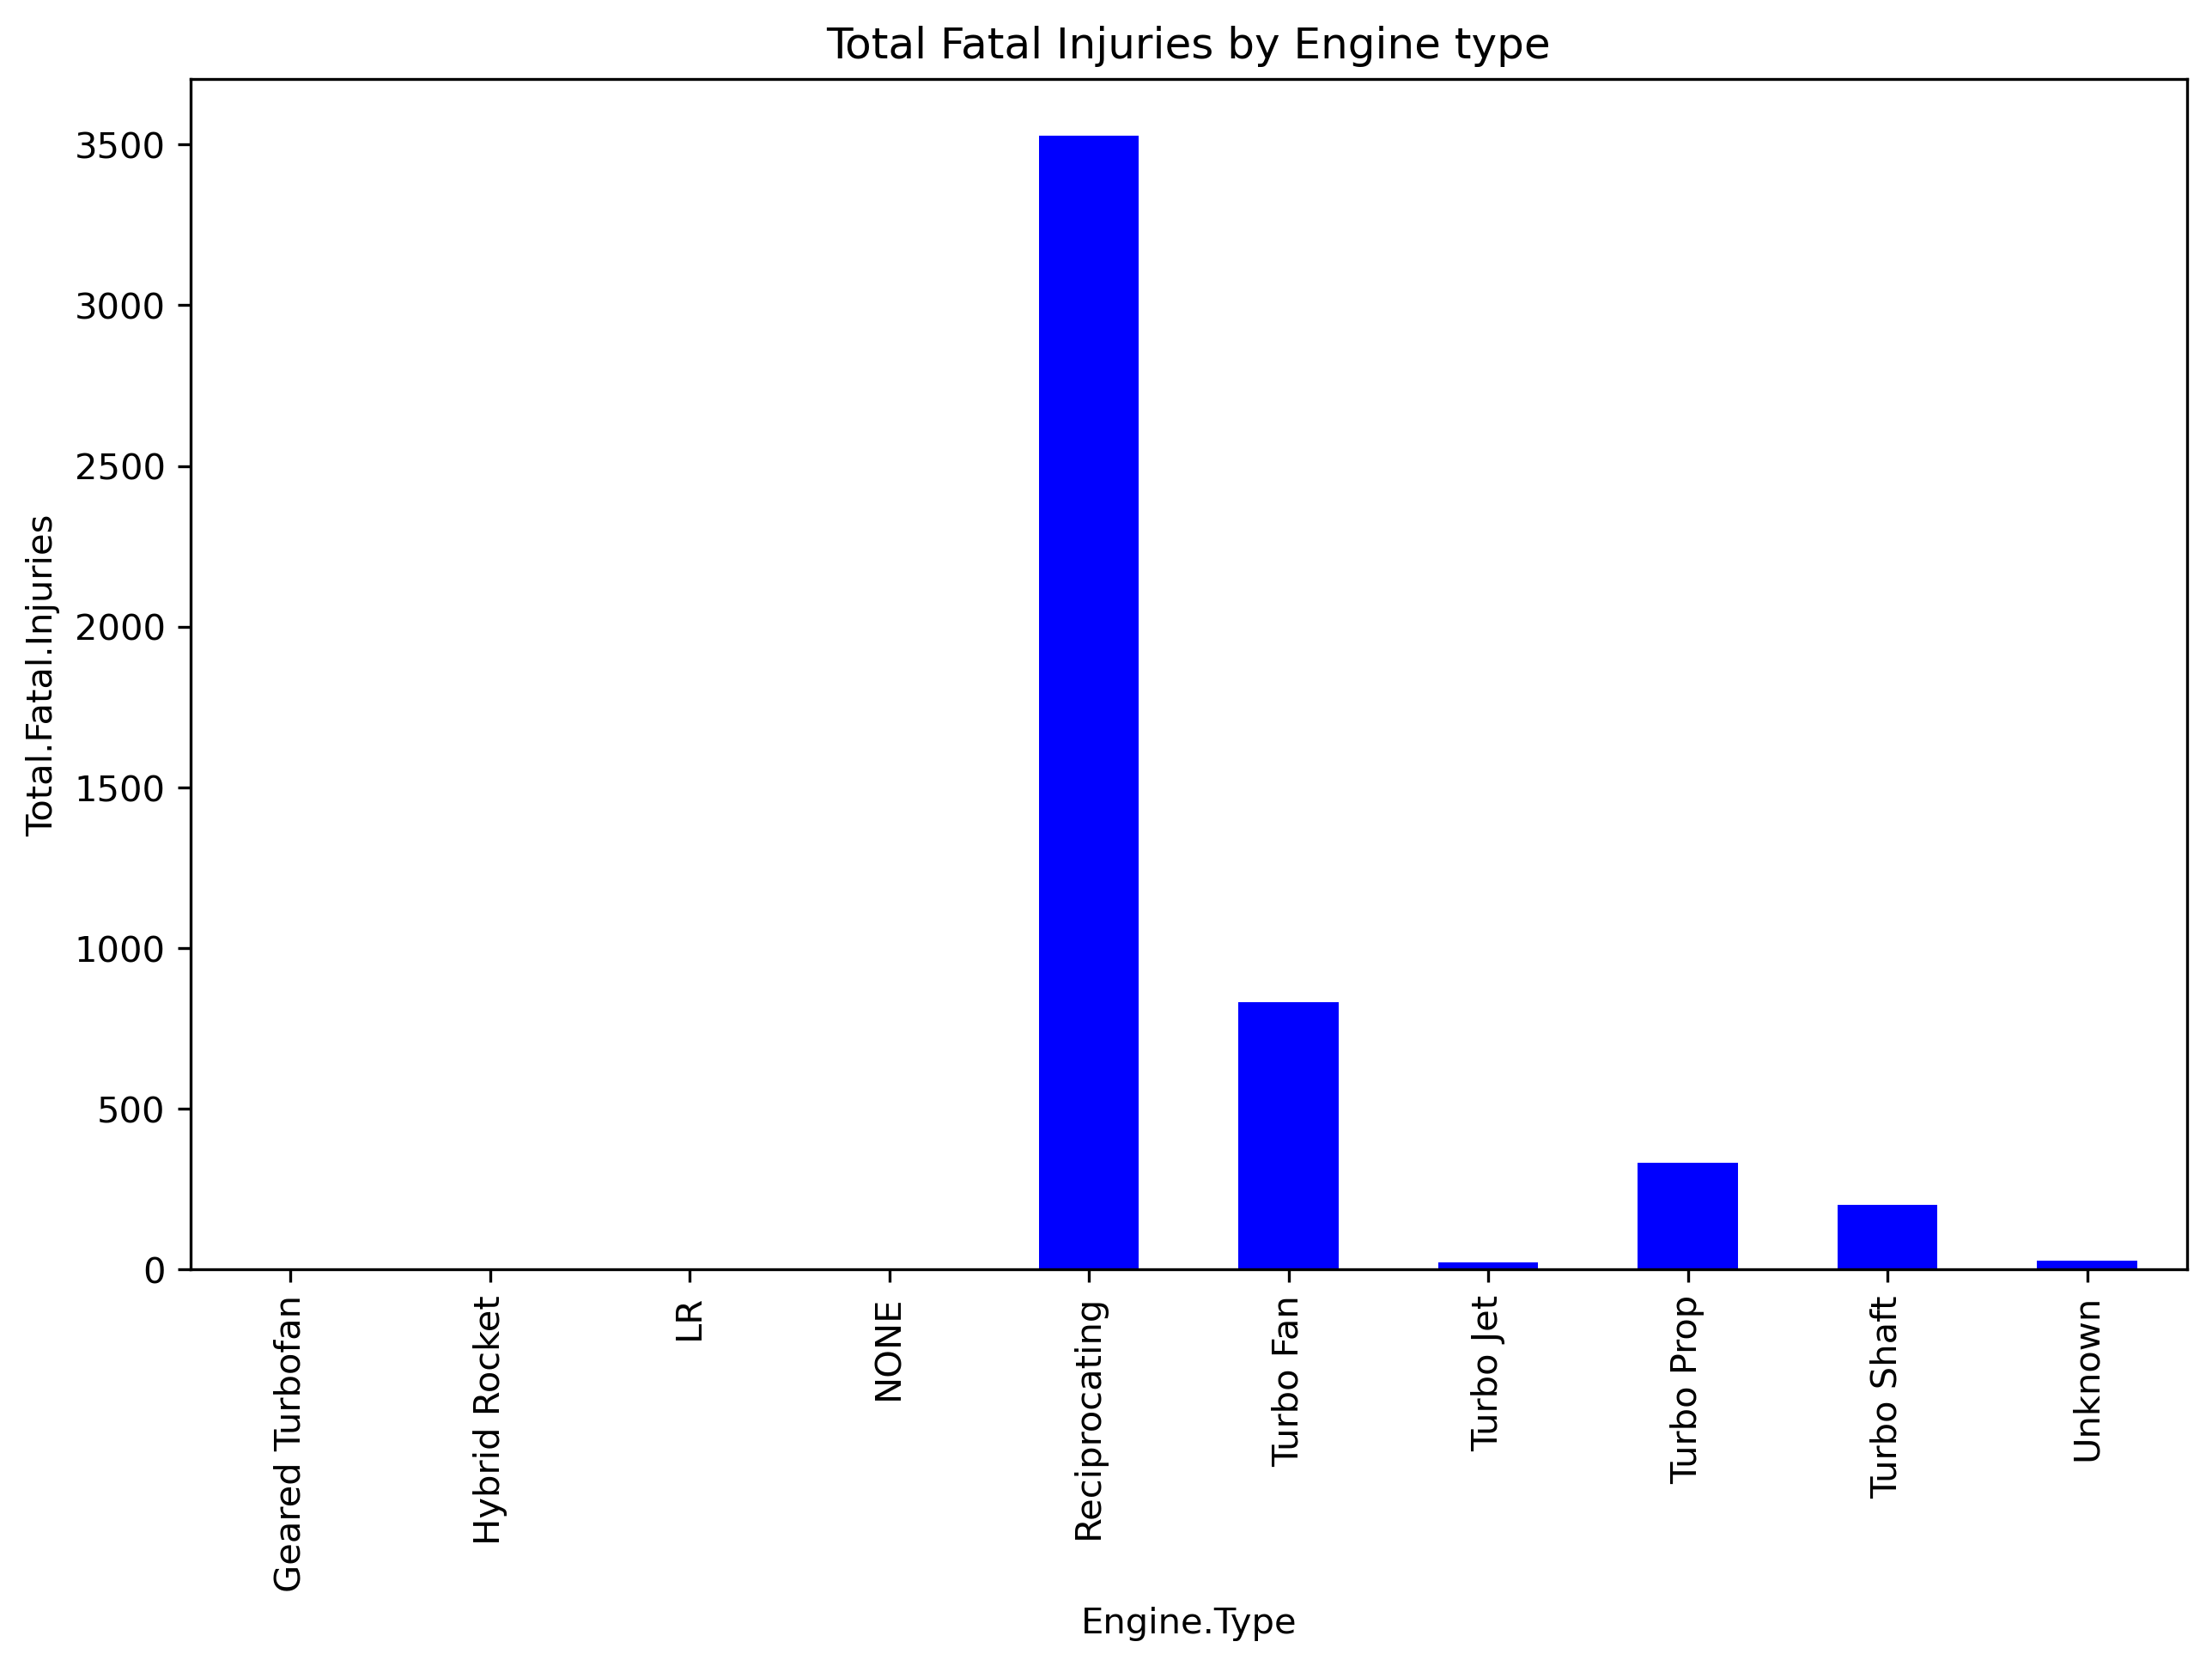 Total Fatal Injuries by Engine type
Total.Fatal.Injuries
3500
3000
2500
2000
1500
1000
500
0
Geared Turbofan
Hybrid Rocket
LR
NONE
Reciprocating
Turbo Fan
Turbo Jet
Turbo Prop
Turbo Shaft
Unknown
Engine.Type